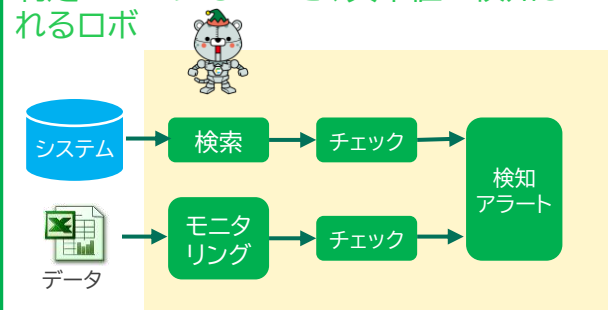 れるロボ
システム
検索
チェック
検知
アラート
モニタ
リング
チェック
データ